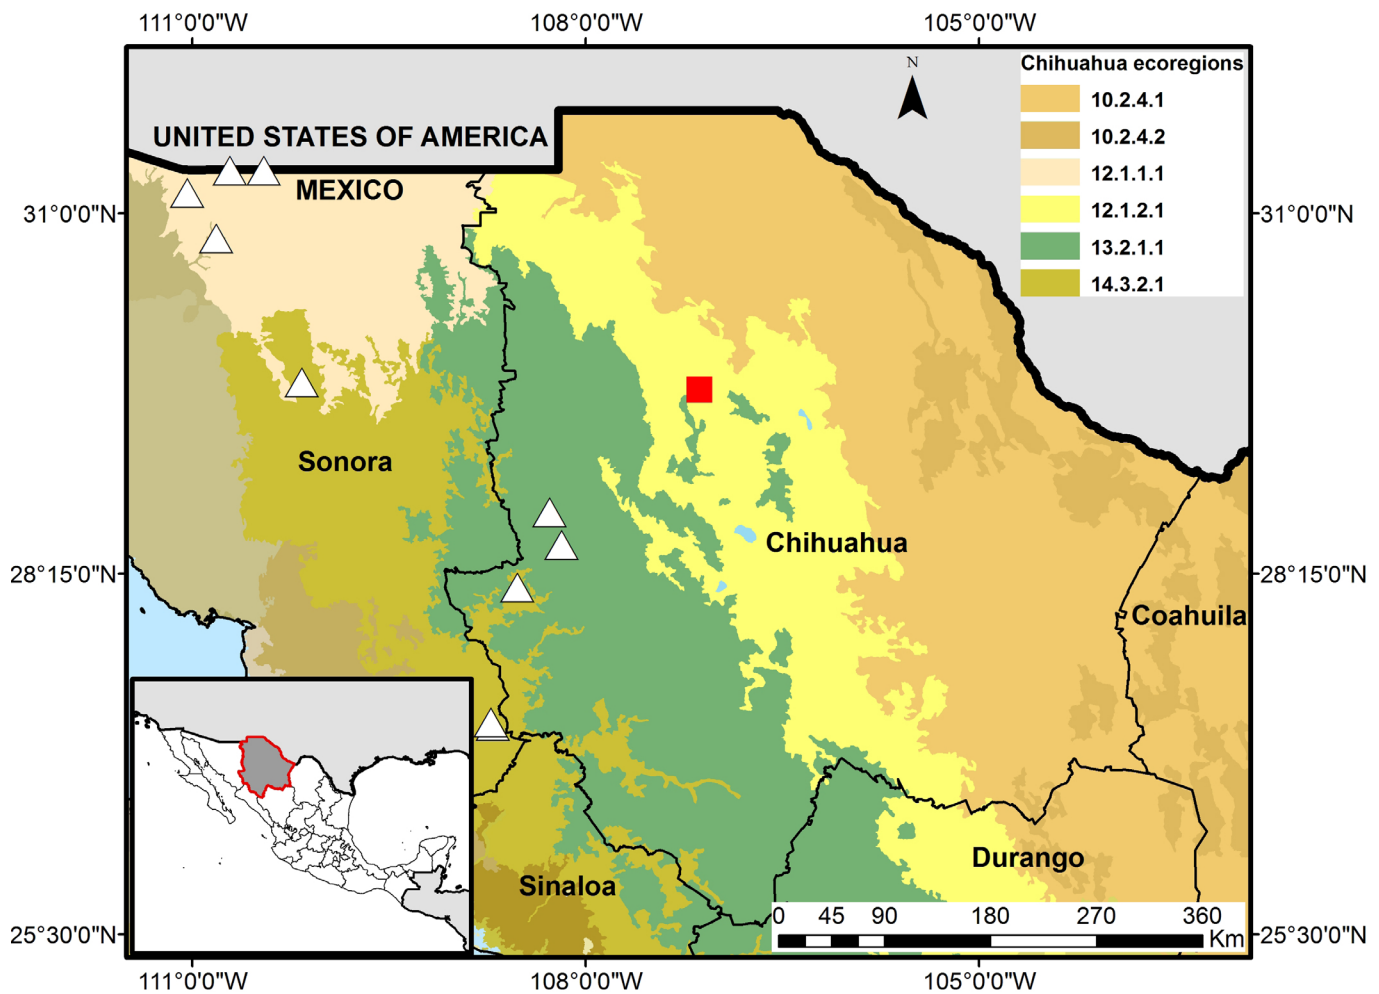 111°0'0"W
108°0'0"W
105°0'0"W
N
Chihuahua ecoregions
10.2.4.1
10.2.4.2
12.1.1.1
12.1.2.1
13.2.1.1
14.3.2.1
UNITED STATES OF AMERICA
MEXICO
31°0'0"N
31°0'0"N
Sonora
Chihuahua
28°15'0"N
28°15'0"N
Coahuila
Durango
Sinaloa
0 45 90 180 270 360
Km
25°30'0"N
25°30'0"N
111°0'0"W
108°0'0"W
105°0'0"W